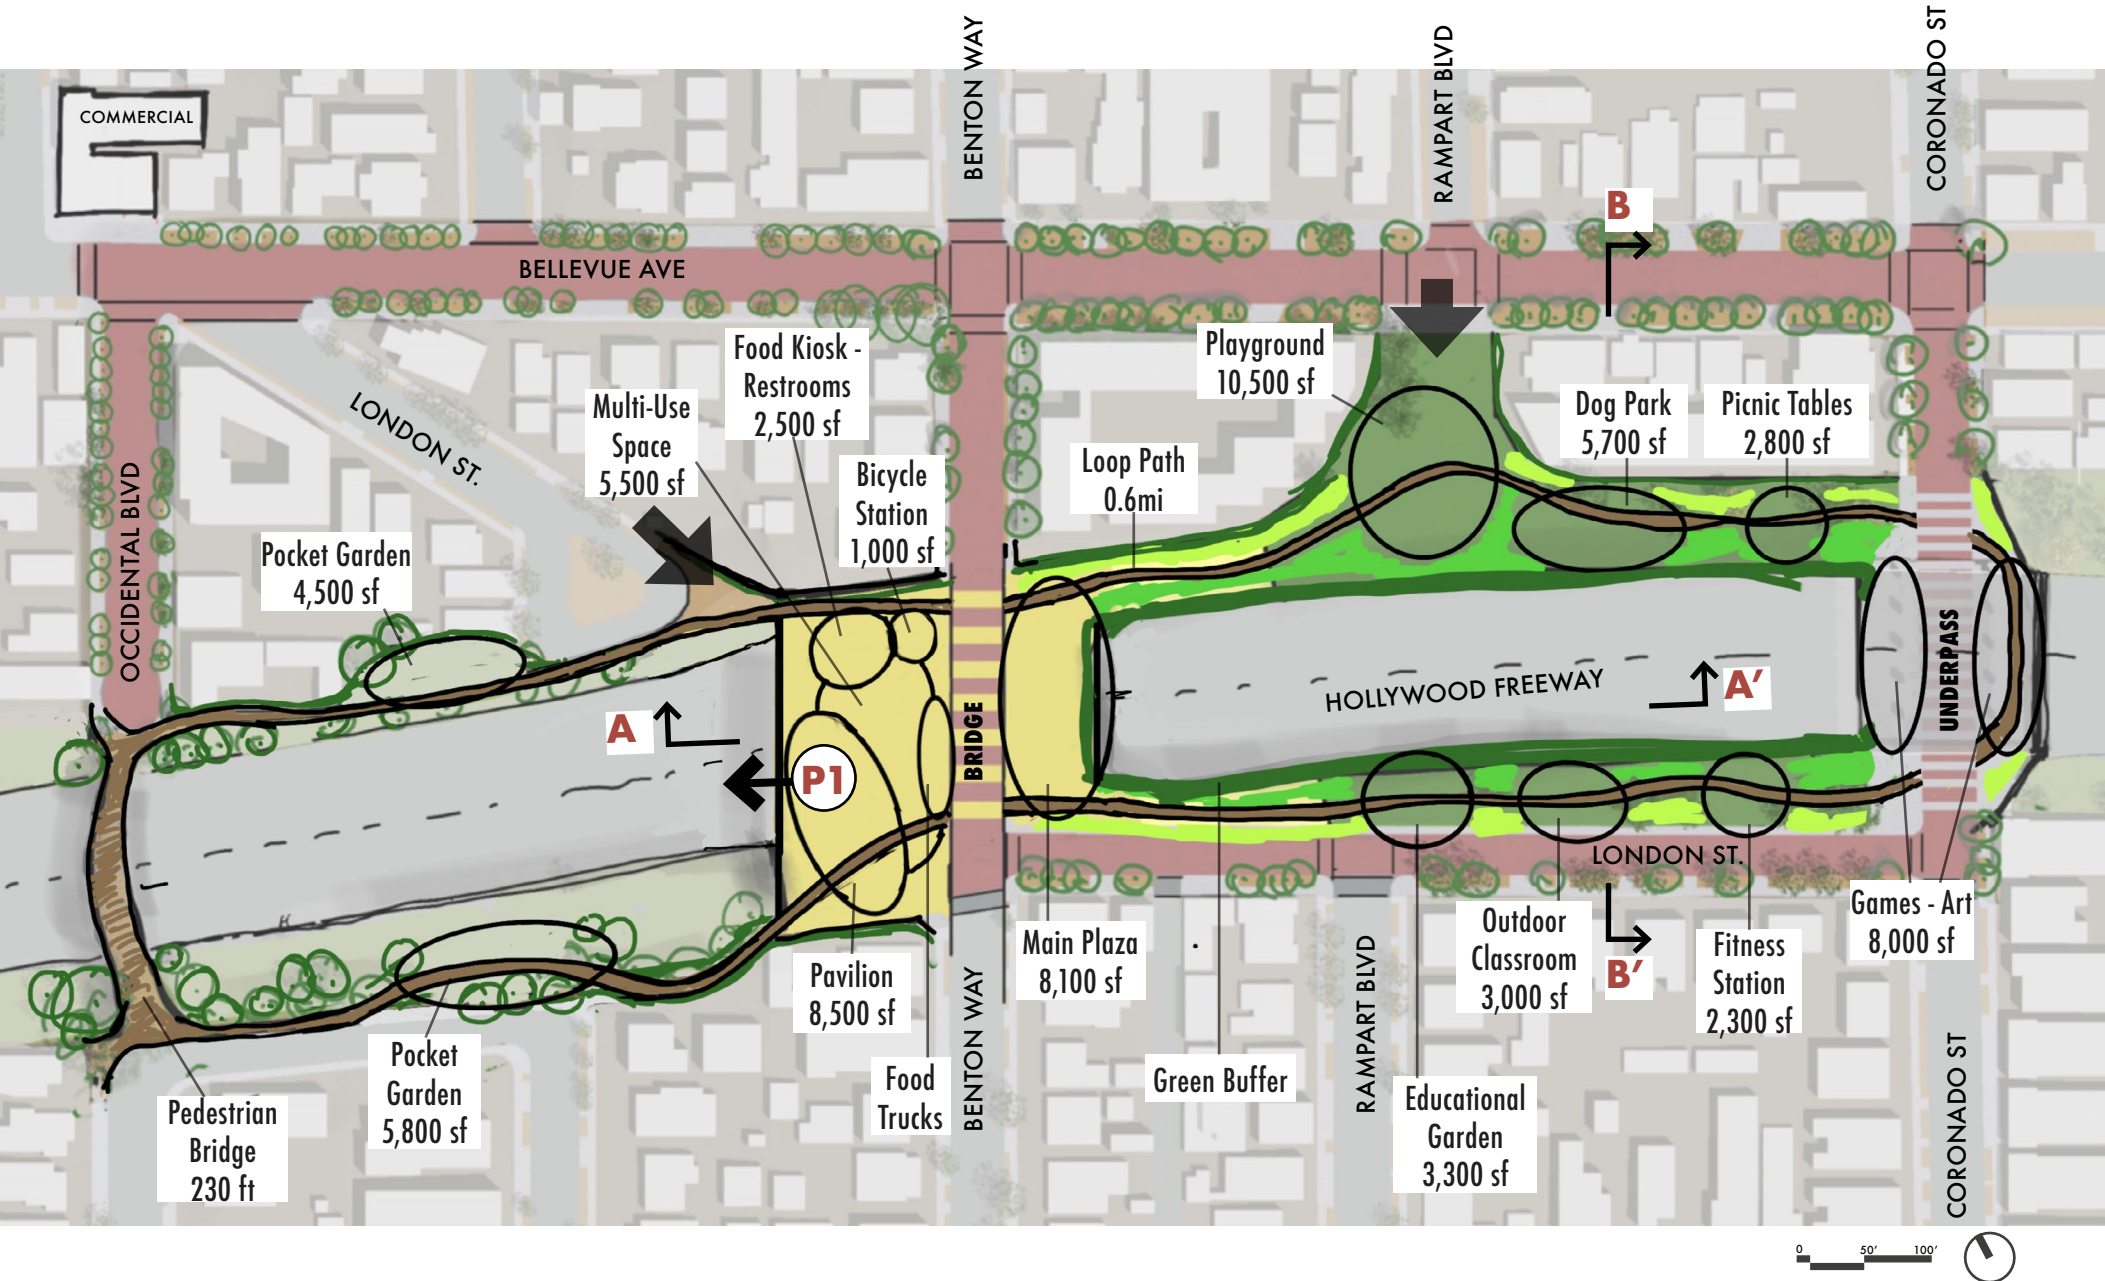 BENTON WAY
RAMPART BLVD
CORONADO ST
COMMERCIAL
B
BELLEVUE AVE
Food Kiosk -
Restrooms
2,500 sf
Playground
10,500 sf
Multi-Use
Space
5,500 sf
Dog Park
5,700 sf
Picnic Tables
2,800 sf
LONDON ST.
Loop Path
0.6mi
Bicycle
Station
1,000 sf
OCCIDENTAL BLVD
Pocket Garden
4,500 sf
UNDERPASS
HOLLYWOOD FREEWAY
A'
A
BRIDGE
P1
LONDON ST.
Games - Art
8,000 sf
Outdoor
Classroom
3,000 sf
B'
Fitness
Station
2,300 sf
Main Plaza
8,100 sf
Pavilion
8,500 sf
RAMPART BLVD
BENTON WAY
Pocket
Garden
5,800 sf
Food
Trucks
Green Buffer
Educational
Garden
3,300 sf
Pedestrian
Bridge
230 ft
CORONADO ST
0 50' 100'